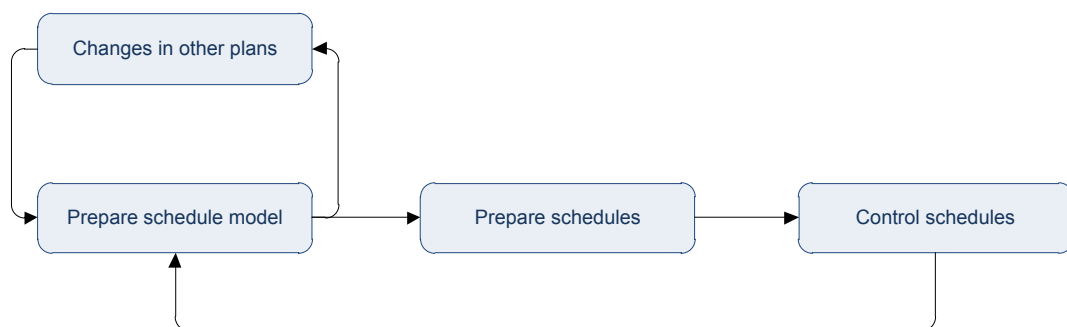 Changes in other plans
Prepare schedule model
Prepare schedules
Control schedules